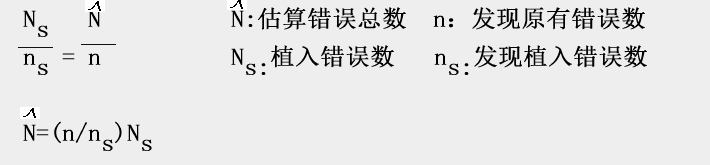 N_s/n_s = N̂/n
N̂:估算错误总数 n：发现原有错误数
N_s:植入错误数 n_s:发现植入错误数
N̂=(n/n_s)N_s